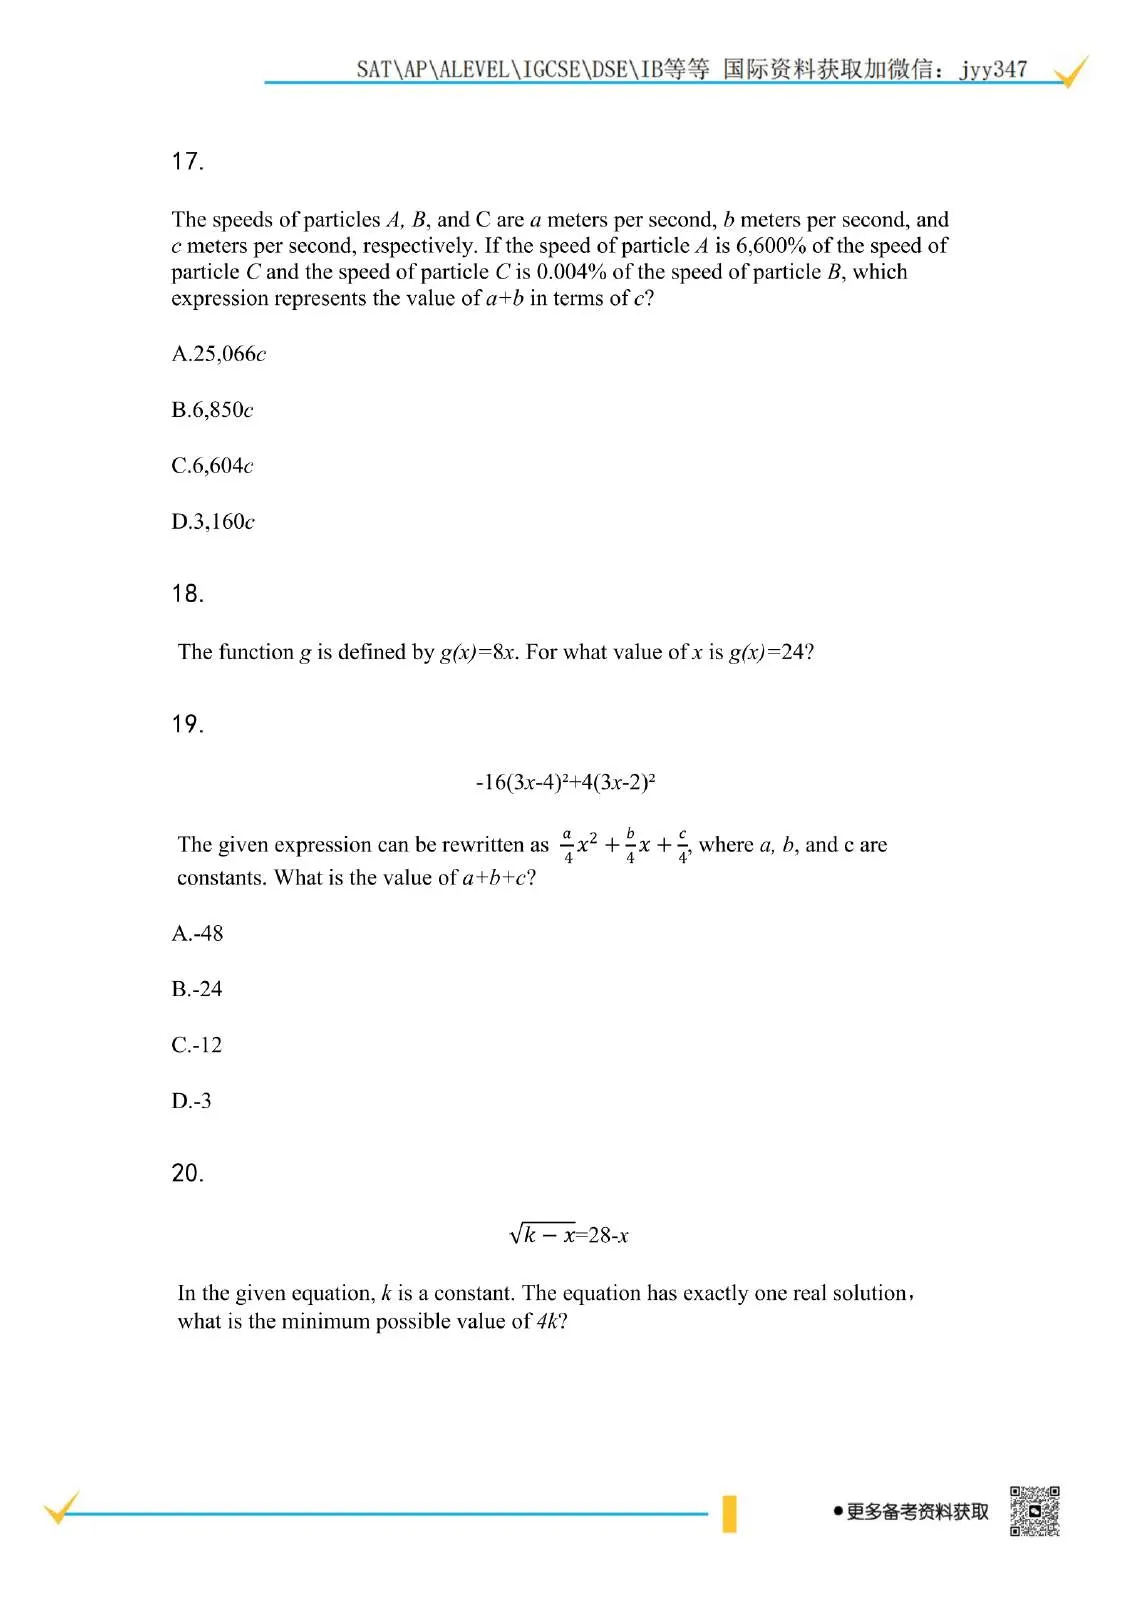 SAT\AP\ALEVEL\IGCSE\DSE\IB等等 国际资料获取加微信：jyy347
17.
The speeds of particles A, B, and C are a meters per second, b meters per second, and
c meters per second, respectively. If the speed of particle A is 6,600% of the speed of
particle C and the speed of particle C is 0.004% of the speed of particle B, which
expression represents the value of a+b in terms of c?
A.25,066c
B.6,850c
C.6,604c
D.3,160c
18.
The function g is defined by g(x)=8x. For what value of x is g(x)=24?
19.
-16(3x-4)²+4(3x-2)²
The given expression can be rewritten as a/4 x² + b/4 x + c/4, where a, b, and c are
constants. What is the value of a+b+c?
A.-48
B.-24
C.-12
D.-3
20.
√(k − x)=28-x
In the given equation, k is a constant. The equation has exactly one real solution，
what is the minimum possible value of 4k?
●更多备考资料获取